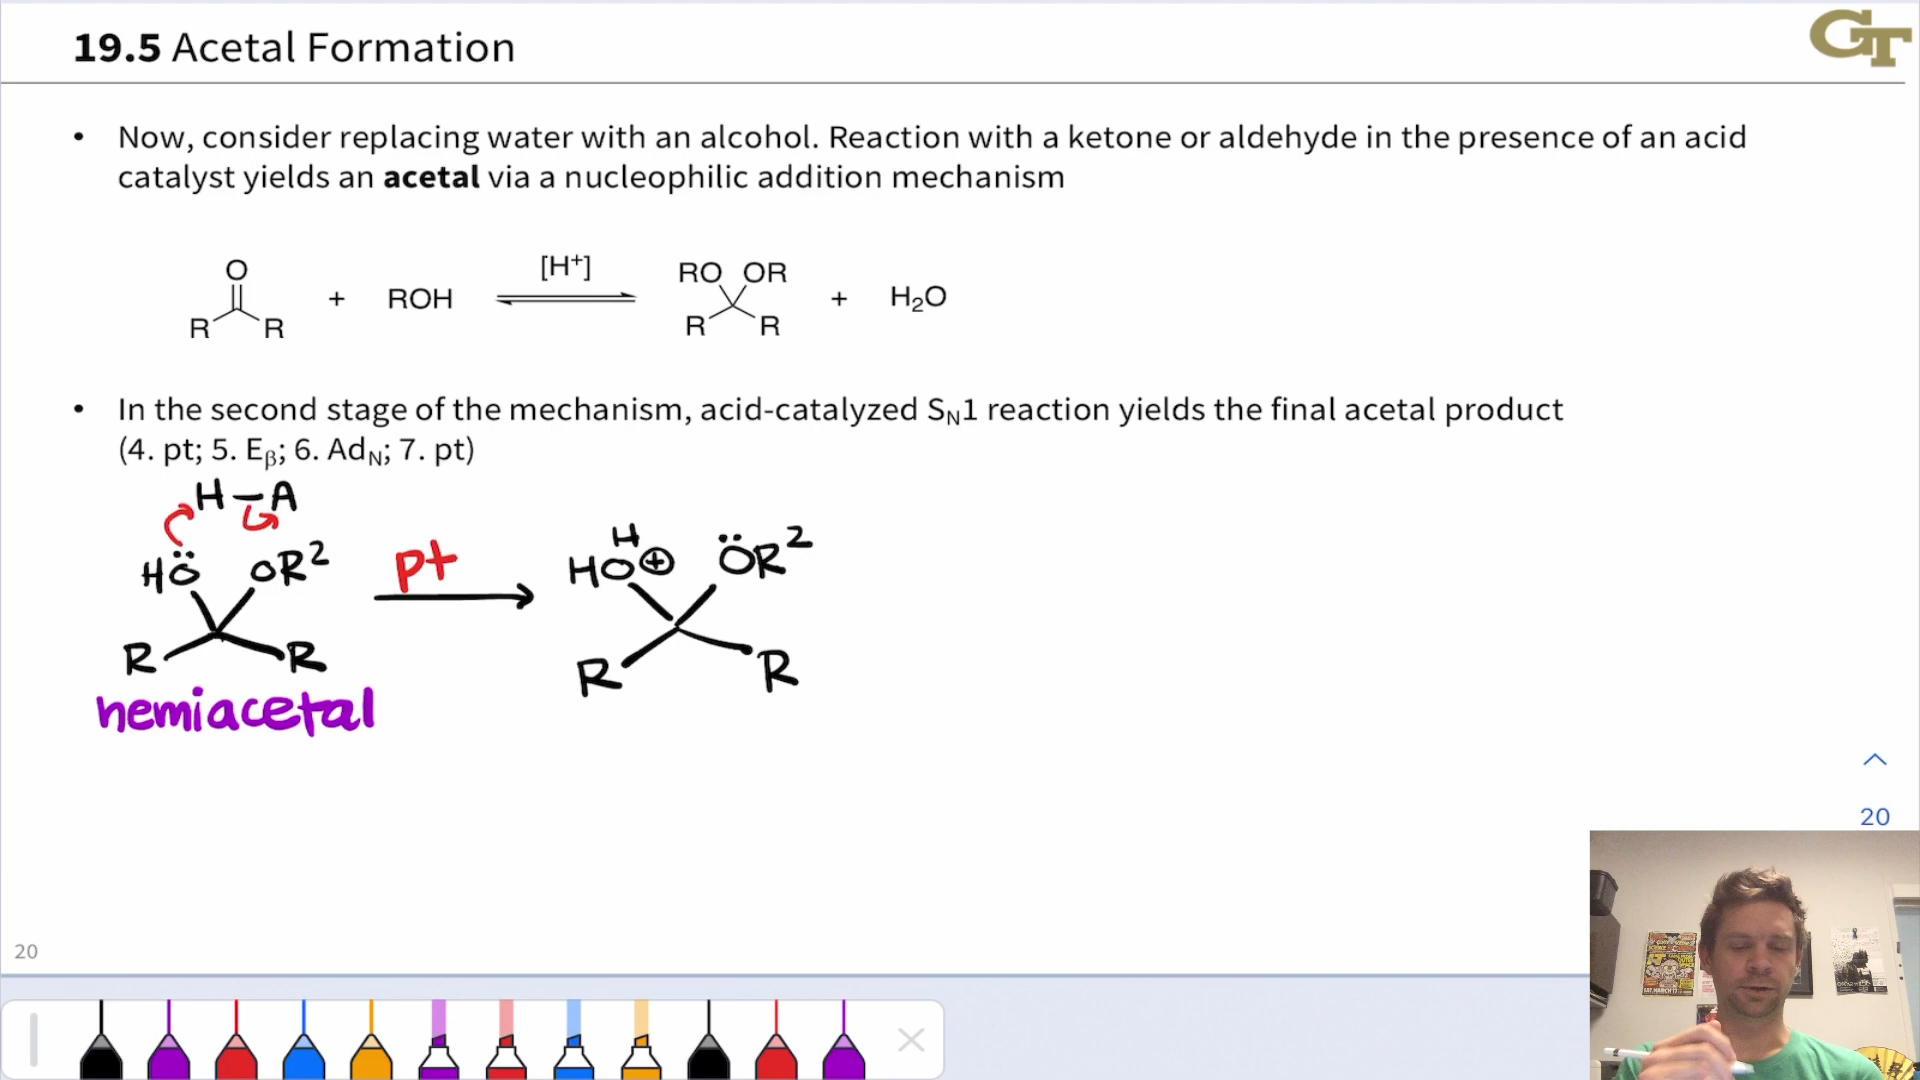 19.5 Acetal Formation
GT
• Now, consider replacing water with an alcohol. Reaction with a ketone or aldehyde in the presence of an acid
catalyst yields an acetal via a nucleophilic addition mechanism
O
R R
+ ROH
[H⁺]
RO OR
R R
+ H₂O
• In the second stage of the mechanism, acid-catalyzed Sₙ1 reaction yields the final acetal product
(4. pt; 5. Eᵦ; 6. Adₙ; 7. pt)
H–A
HÖ OR²
R R
hemiacetal
pt
H
HO⊕ ÖR²
R R
20
20